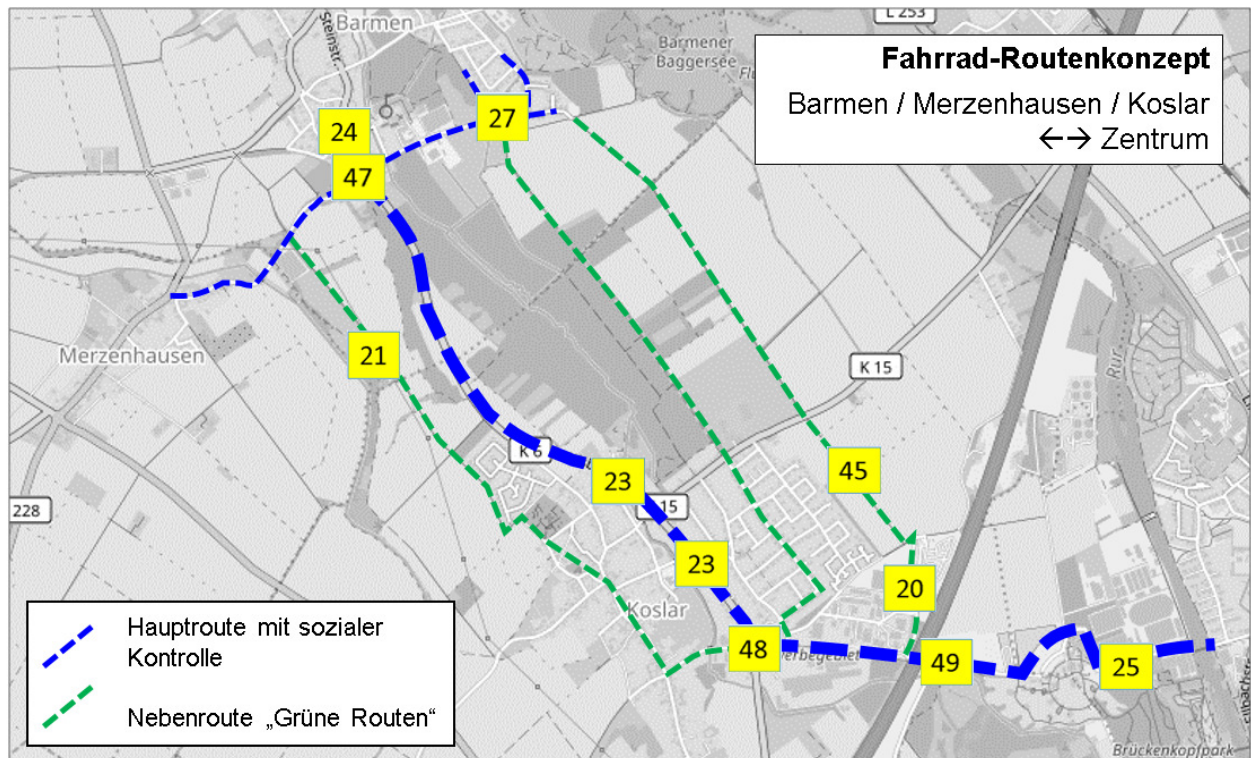 Barmen
Steinstr.
L 253
Barmener
Baggersee
Fahrrad-Routenkonzept
Barmen / Merzenhausen / Koslar
←→ Zentrum
27
24
47
Merzenhausen
21
K 15
Rur
K 6
23
15
45
228
23
20
Koslar
48
49
25
Brückenkopfpark
Hauptroute mit sozialer
Kontrolle
Nebenroute „Grüne Routen“